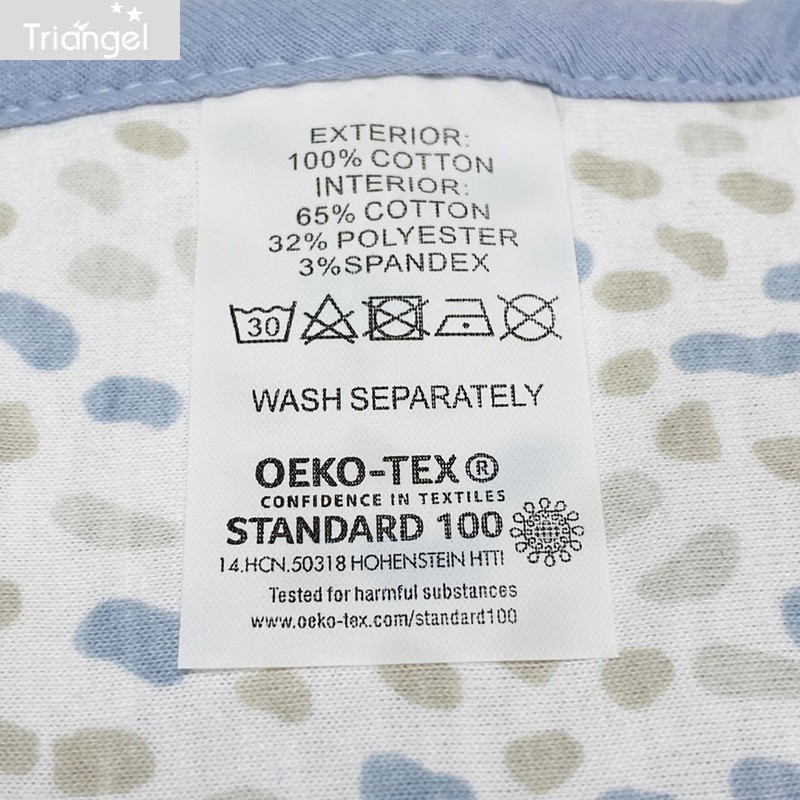 Triangel
EXTERIOR:
100% COTTON
INTERIOR:
65% COTTON
32% POLYESTER
3%SPANDEX
30
WASH SEPARATELY
OEKO-TEX®
CONFIDENCE IN TEXTILES
STANDARD 100
14.HCN.50318 HOHENSTEIN HTTI
Tested for harmful substances
www.oeko-tex.com/standard100